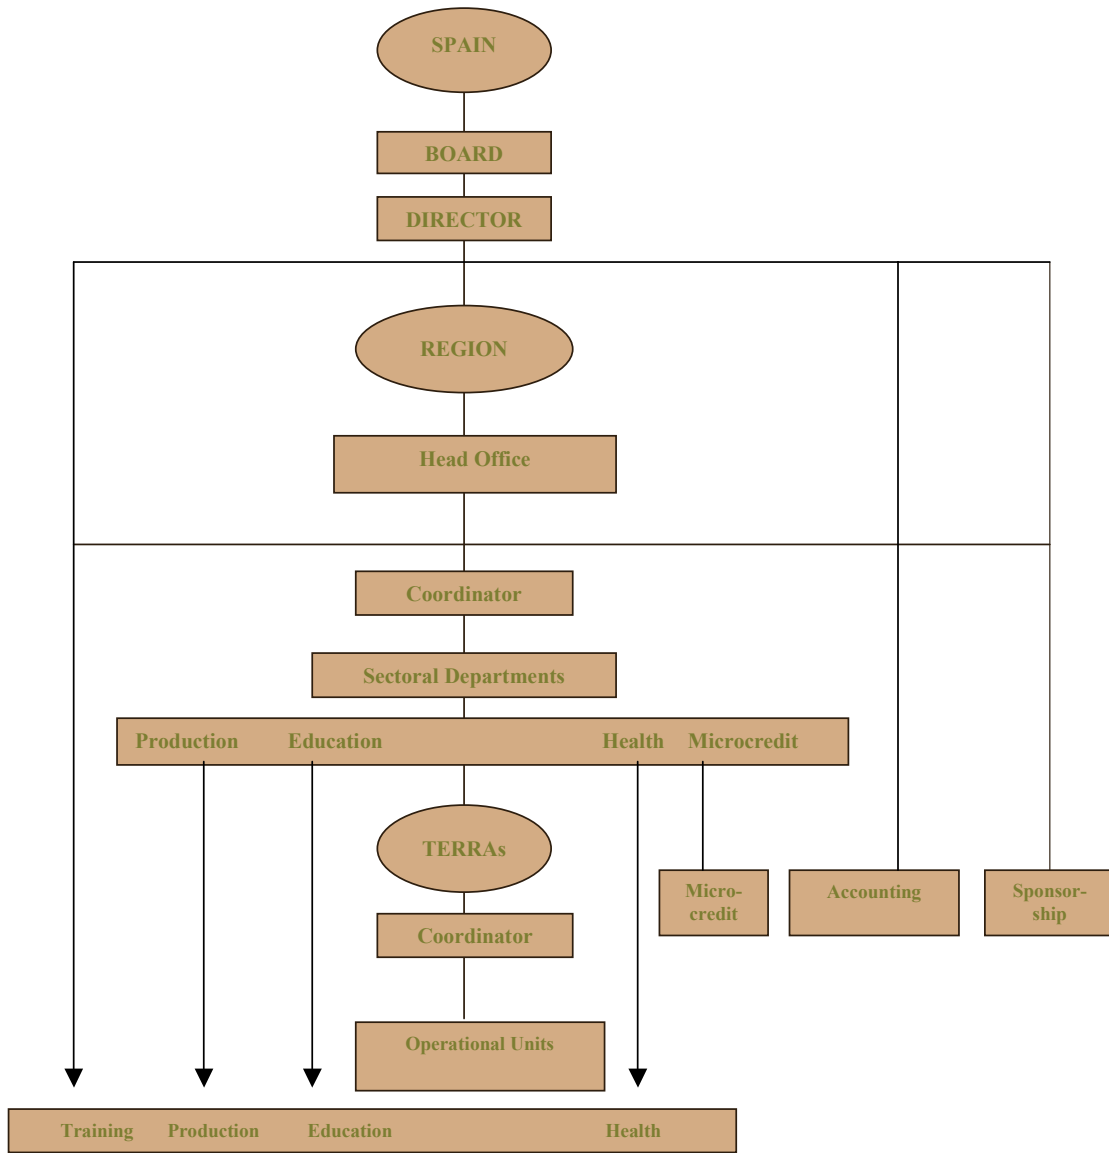 SPAIN
BOARD
DIRECTOR
REGION
Head Office
Coordinator
Sectoral Departments
Production Education Health Microcredit
TERRAs
Micro-
credit
Accounting
Sponsor-
ship
Coordinator
Operational Units
Training Production Education Health